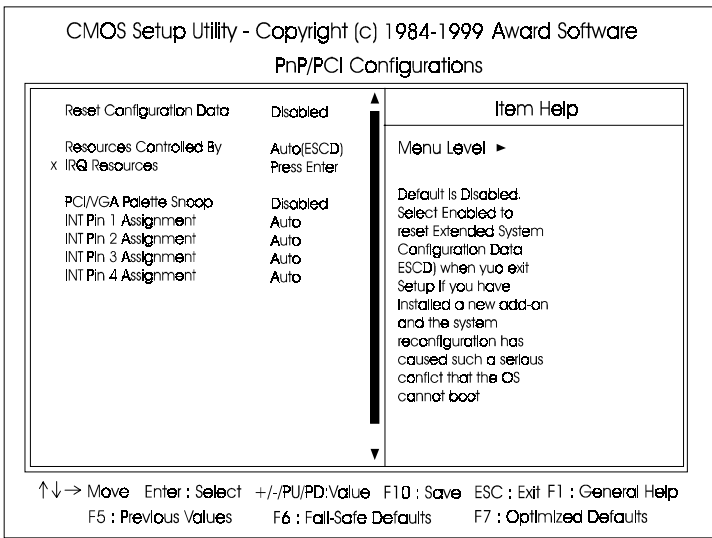 CMOS Setup Utility - Copyright (c) 1984-1999 Award Software
PnP/PCI Configurations
Reset Configuration Data Disabled
Resources Controlled By Auto(ESCD)
x IRQ Resources Press Enter
PCI/VGA Palette Snoop Disabled
INT Pin 1 Assignment Auto
INT Pin 2 Assignment Auto
INT Pin 3 Assignment Auto
INT Pin 4 Assignment Auto
Item Help
Menu Level ►
Default is Disabled.
Select Enabled to
reset Extended System
Configuration Data
ESCD) when yuo exit
Setup if you have
installed a new add-on
and the system
reconfiguration has
caused such a serious
confict that the OS
cannot boot
↑↓→ Move Enter : Select +/-/PU/PD:Value F10 : Save ESC : Exit F1 : General Help
F5 : Previous Values F6 : Fail-Safe Defaults F7 : Optimized Defaults